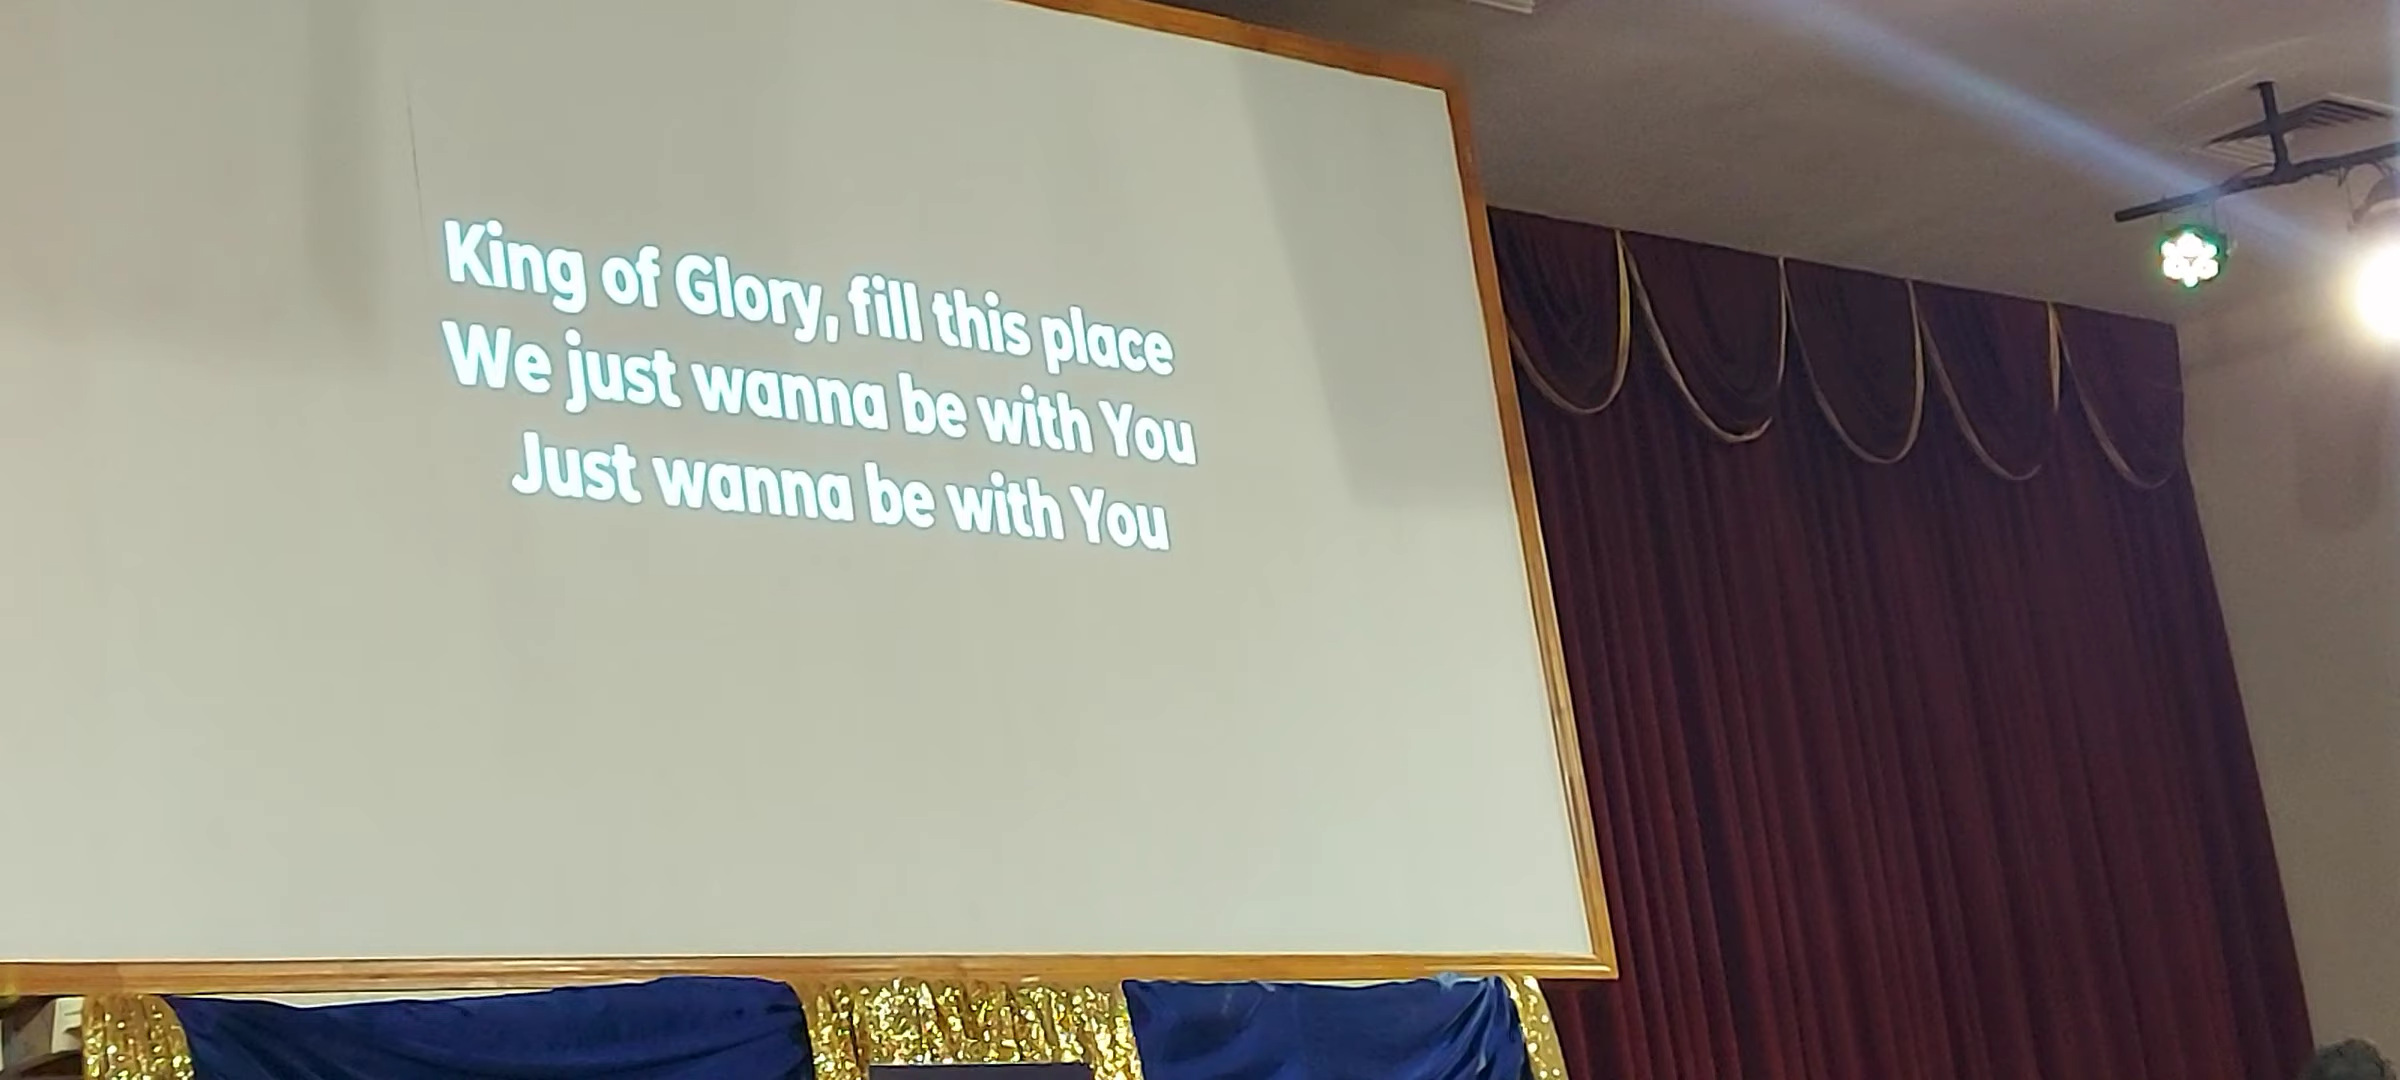 King of Glory, fill this place
We just wanna be with You
Just wanna be with You